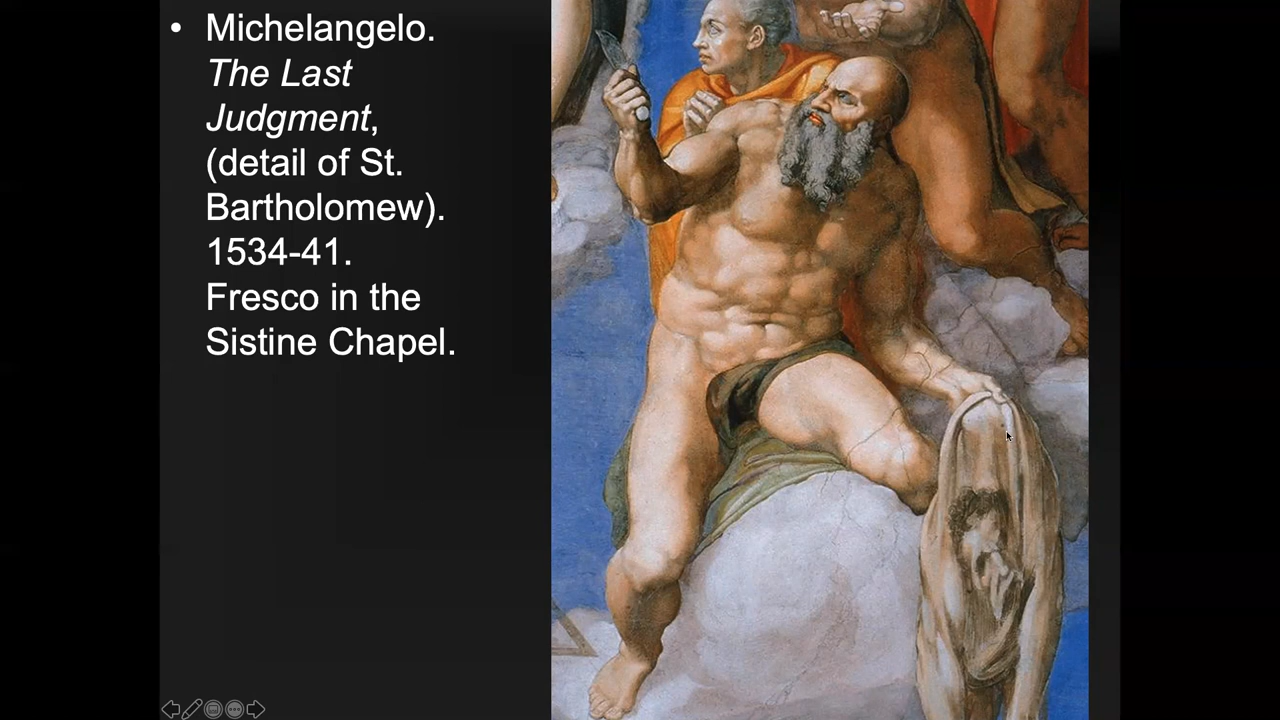 • Michelangelo.
The Last
Judgment,
(detail of St.
Bartholomew).
1534-41.
Fresco in the
Sistine Chapel.